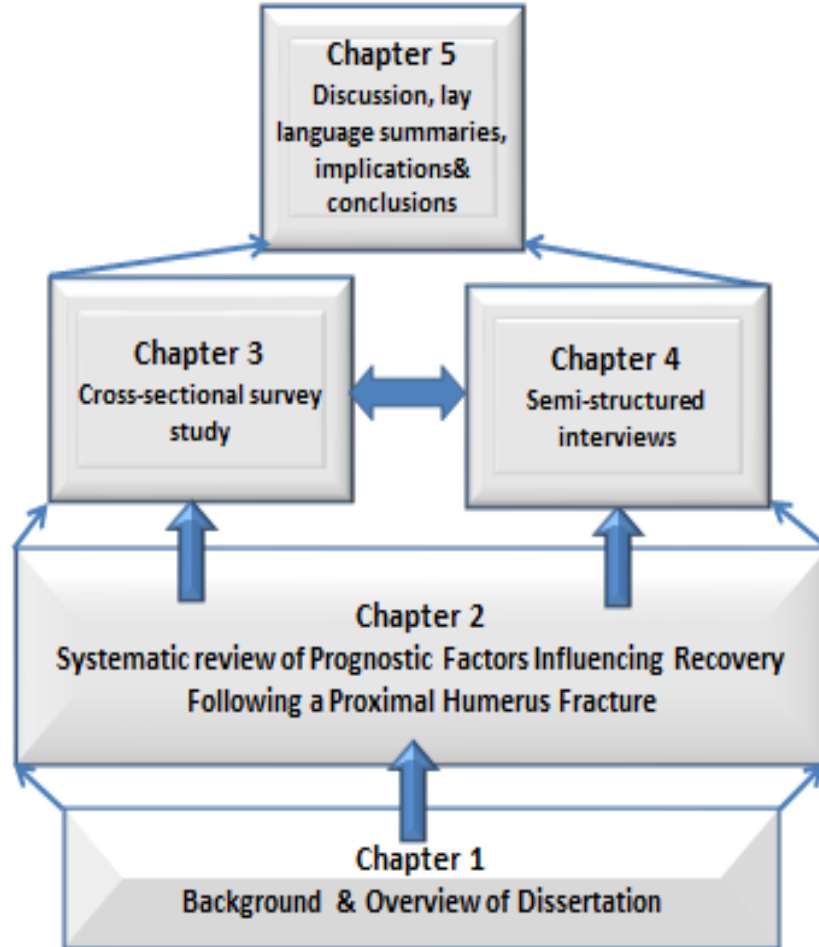 Chapter 5
Discussion, lay
language summaries,
implications&
conclusions
Chapter 3
Cross-sectional survey
study
Chapter 4
Semi-structured
interviews
Chapter 2
Systematic review of Prognostic Factors Influencing Recovery
Following a Proximal Humerus Fracture
Chapter 1
Background & Overview of Dissertation